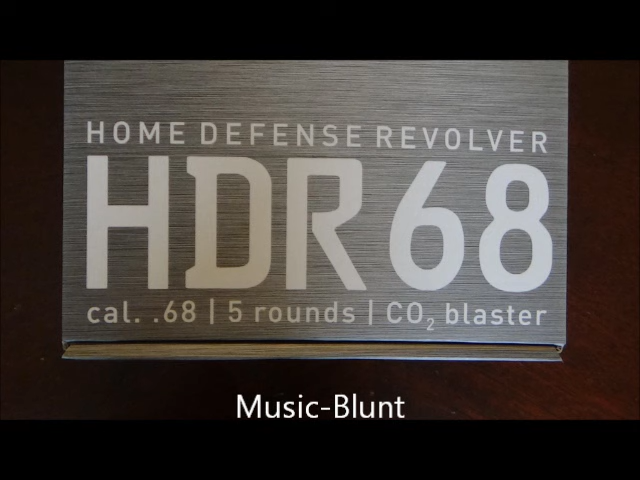 HOME DEFENSE REVOLVER
HDR 68
cal. .68 | 5 rounds | CO₂ blaster
Music-Blunt